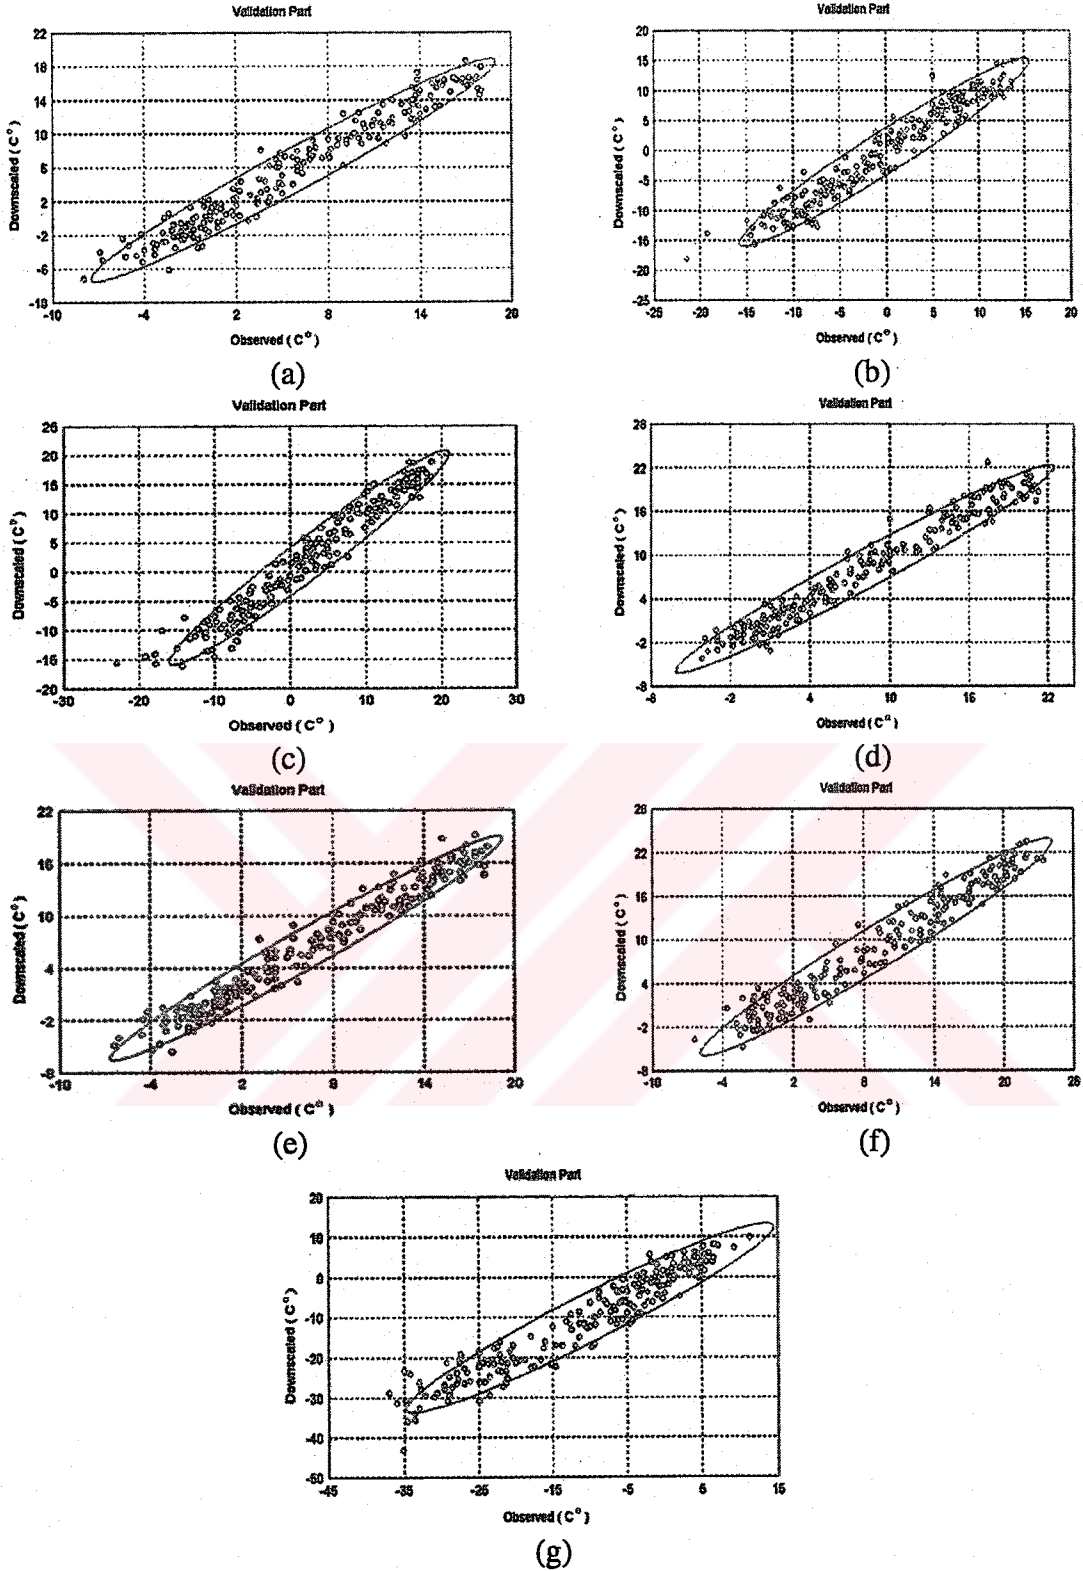 Validation Part
22
18
14
10
6
2
-2
-6
-10
Downscaled ( C° )
-10 -4 2 8 14 20
Observed ( C° )
(a)
Validation Part
20
15
10
5
0
-5
-10
-15
-20
-25
Downscaled ( C° )
-25 -20 -15 -10 -5 0 5 10 15 20
Observed ( C° )
(b)
Validation Part
25
20
15
10
5
0
-5
-10
-15
-20
Downscaled ( C° )
-30 -20 -10 0 10 20 30
Observed ( C° )
(c)
Validation Part
28
22
16
10
4
-2
-8
Downscaled ( C° )
-8 -2 4 10 16 22
Observed ( C° )
(d)
Validation Part
22
16
10
4
-2
-8
Downscaled ( C° )
-10 -4 2 8 14 20
Observed ( C° )
(e)
Validation Part
28
22
16
10
4
-2
-8
Downscaled ( C° )
-10 -4 2 8 14 20 26
Observed ( C° )
(f)
Validation Part
20
10
0
-10
-20
-30
-40
-50
Downscaled ( C° )
-45 -35 -25 -15 -5 5 15
Observed ( C° )
(g)